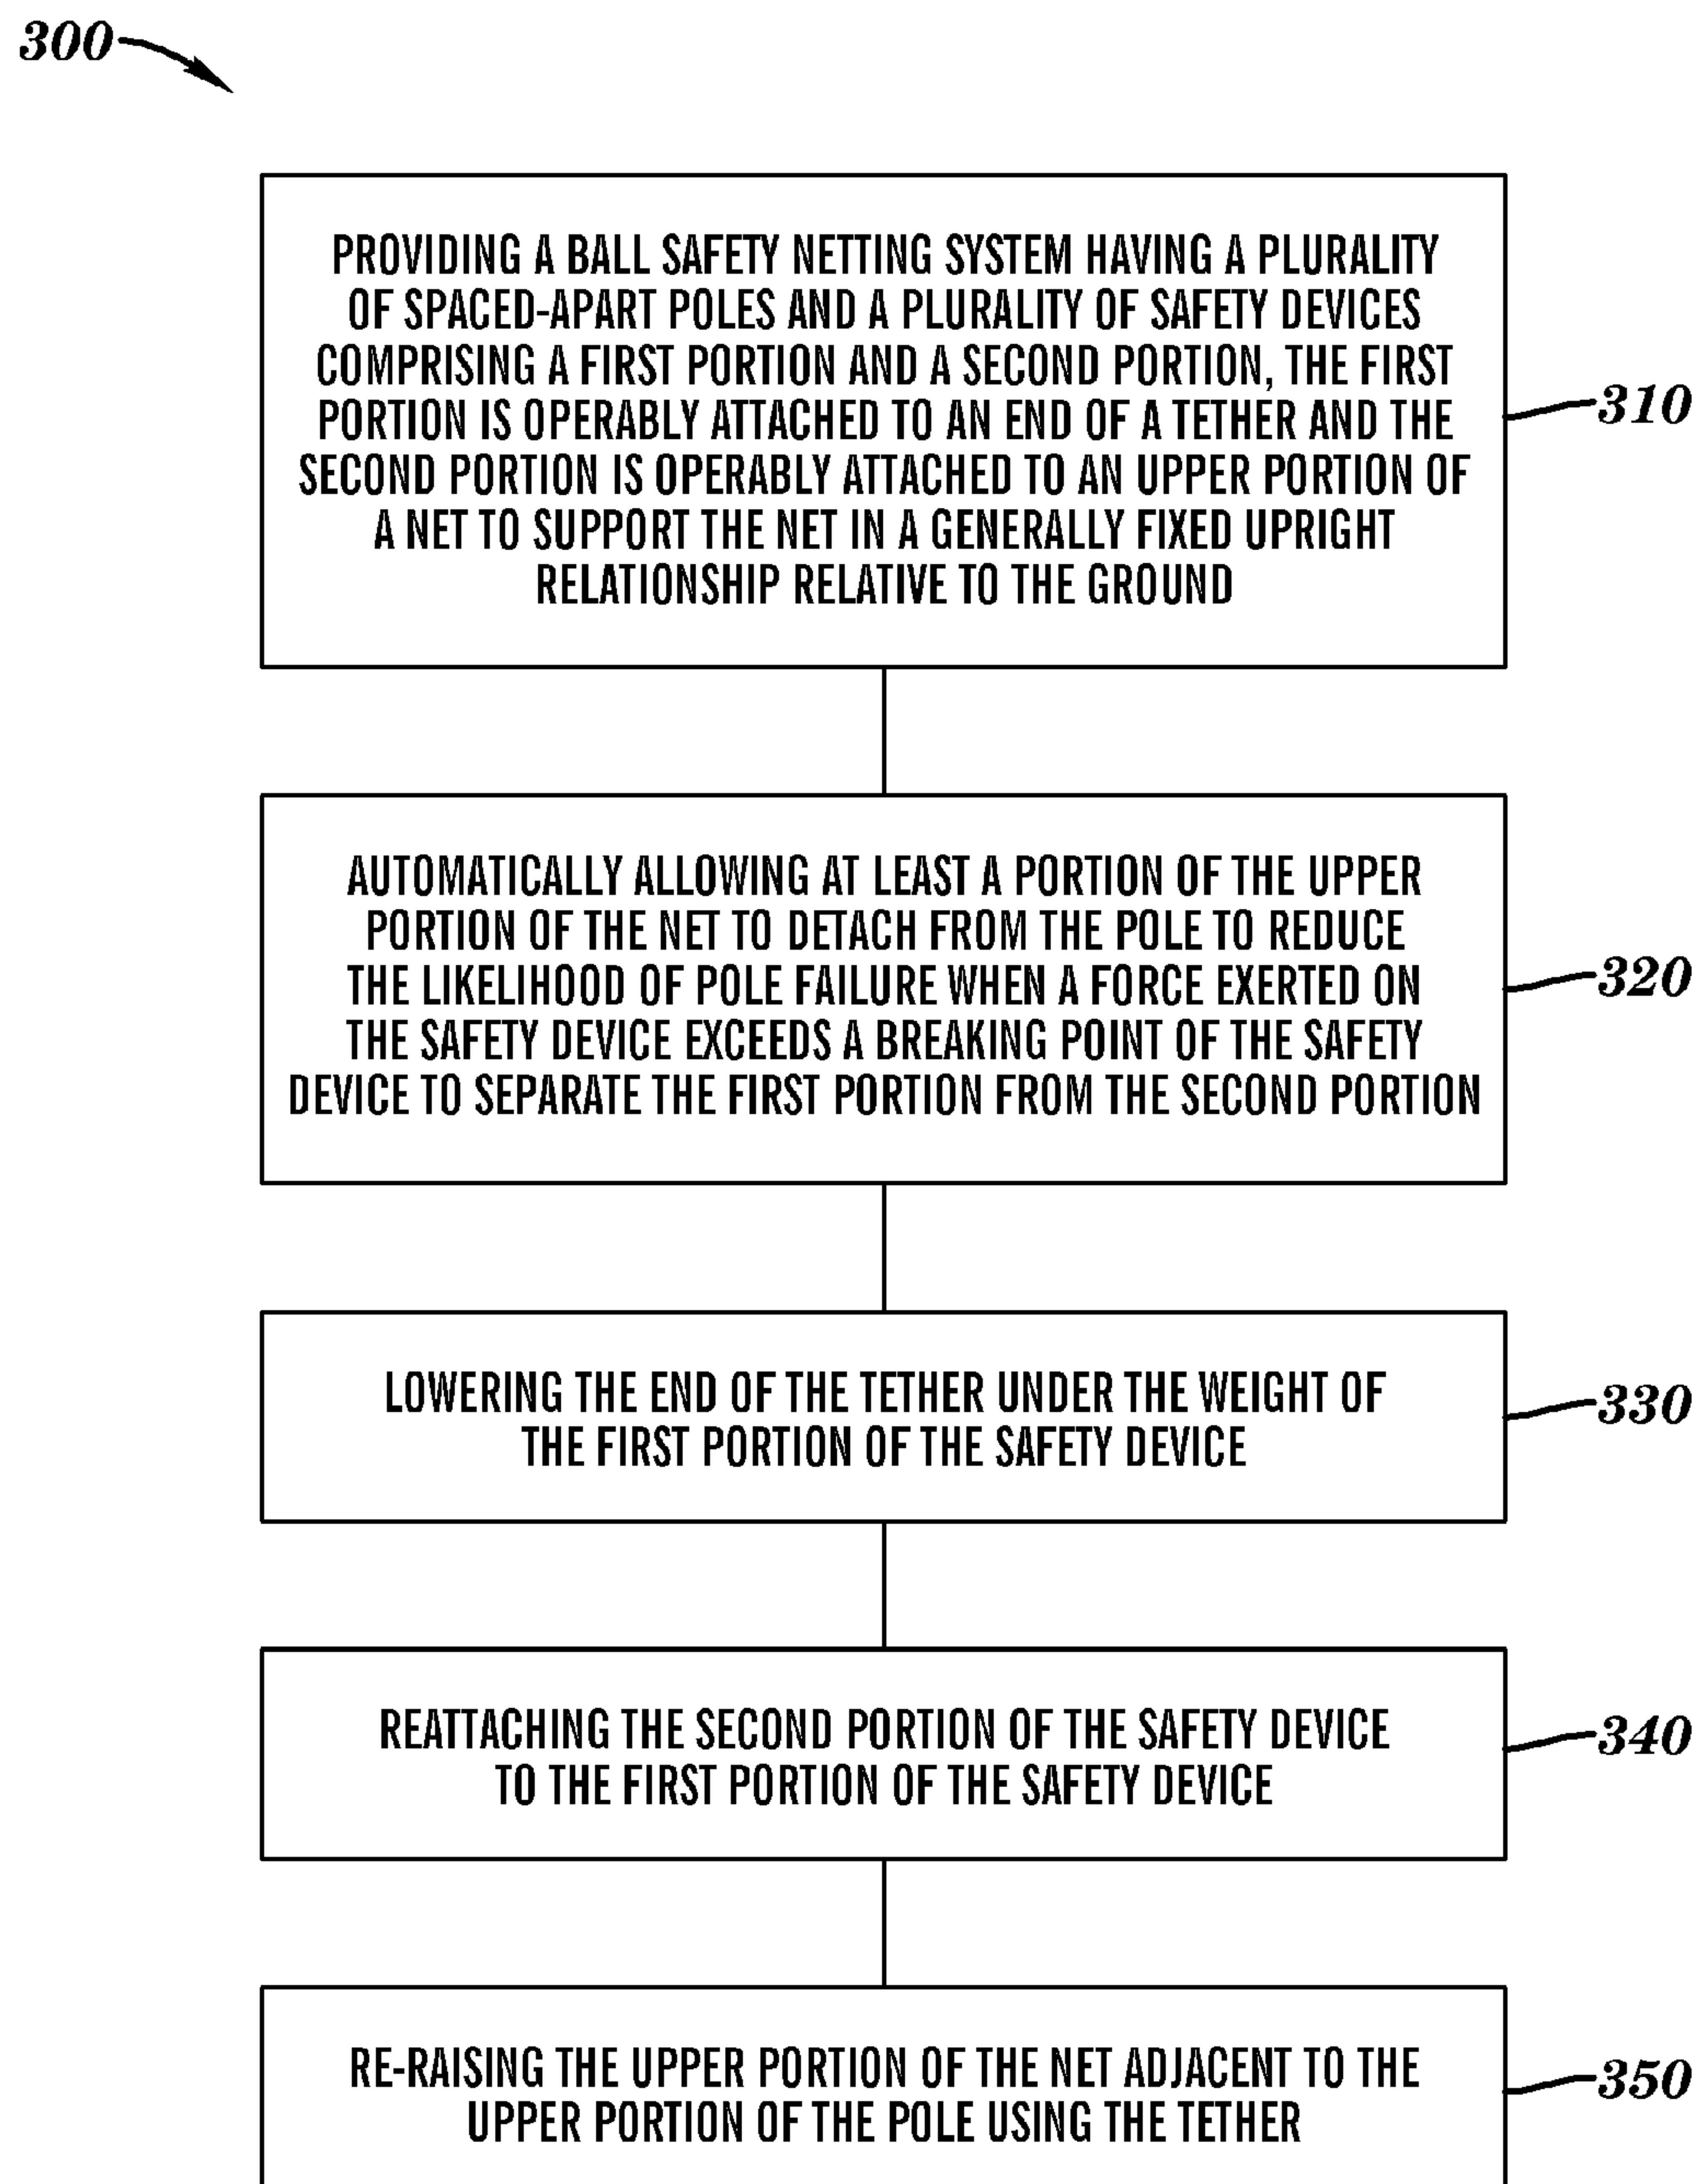 300
PROVIDING A BALL SAFETY NETTING SYSTEM HAVING A PLURALITY
OF SPACED-APART POLES AND A PLURALITY OF SAFETY DEVICES
COMPRISING A FIRST PORTION AND A SECOND PORTION, THE FIRST
PORTION IS OPERABLY ATTACHED TO AN END OF A TETHER AND THE
SECOND PORTION IS OPERABLY ATTACHED TO AN UPPER PORTION OF
A NET TO SUPPORT THE NET IN A GENERALLY FIXED UPRIGHT
RELATIONSHIP RELATIVE TO THE GROUND
310
AUTOMATICALLY ALLOWING AT LEAST A PORTION OF THE UPPER
PORTION OF THE NET TO DETACH FROM THE POLE TO REDUCE
THE LIKELIHOOD OF POLE FAILURE WHEN A FORCE EXERTED ON
THE SAFETY DEVICE EXCEEDS A BREAKING POINT OF THE SAFETY
DEVICE TO SEPARATE THE FIRST PORTION FROM THE SECOND PORTION
320
LOWERING THE END OF THE TETHER UNDER THE WEIGHT OF
THE FIRST PORTION OF THE SAFETY DEVICE
330
REATTACHING THE SECOND PORTION OF THE SAFETY DEVICE
TO THE FIRST PORTION OF THE SAFETY DEVICE
340
RE-RAISING THE UPPER PORTION OF THE NET ADJACENT TO THE
UPPER PORTION OF THE POLE USING THE TETHER
350